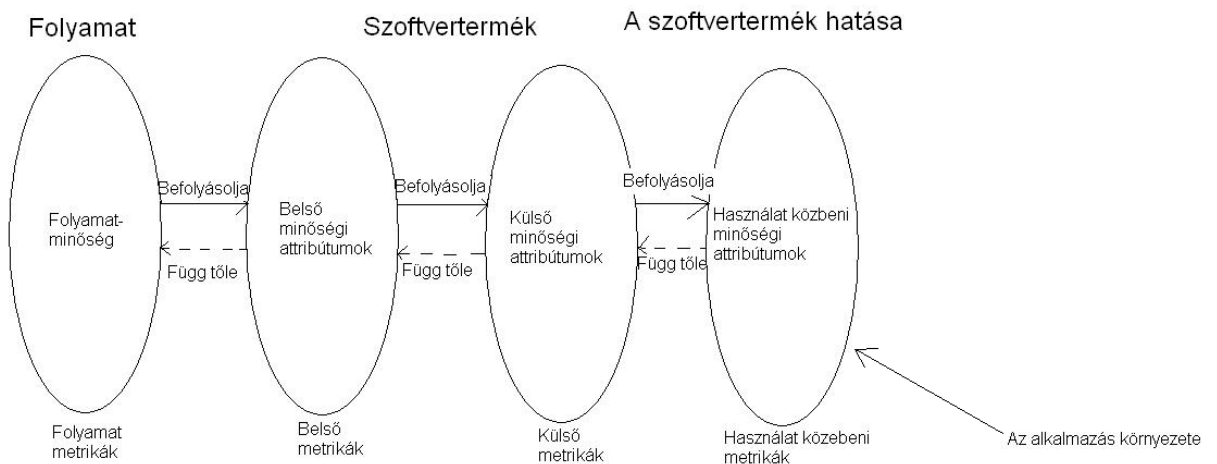 Folyamat
Szoftvertermék
A szoftvertermék hatása
Befolyásolja
Befolyásolja
Befolyásolja
Folyamat-
minőség
Belső
minőségi
attribútumok
Külső
minőségi
attribútumok
Használat közbeni
minőségi
attribútumok
Függ tőle
Függ tőle
Függ tőle
Folyamat
metrikák
Belső
metrikák
Külső
metrikák
Használat közebeni
metrikák
Az alkalmazás környezete